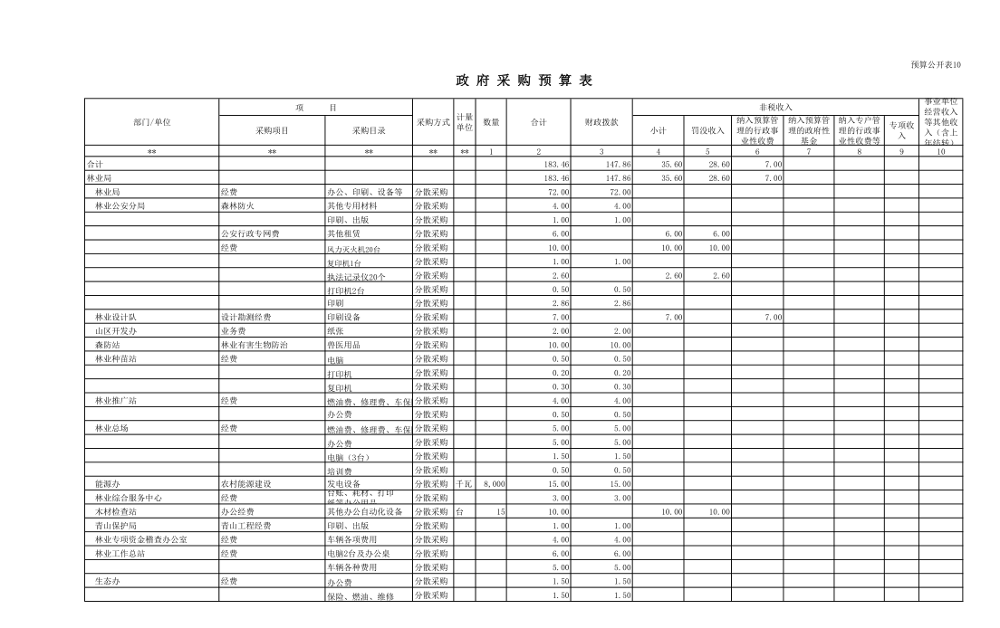 预算公开表10
政 府 采 购 预 算 表
部门/单位 项 目 采购方式 计量单位 数量 合计 财政拨款 非税收入 事业单位经营收入等其他收入（含上年结转）
采购项目 采购目录 小计 罚没收入 纳入预算管理的行政事业性收费 纳入预算管理的政府性基金 纳入专户管理的行政事业性收费等 专项收入
** ** ** ** ** 1 2 3 4 5 6 7 8 9 10
合计 183.46 147.86 35.60 28.60 7.00
林业局 183.46 147.86 35.60 28.60 7.00
林业局 经费 办公、印刷、设备等 分散采购 72.00 72.00
林业公安分局 森林防火 其他专用材料 分散采购 4.00 4.00
印刷、出版 分散采购 1.00 1.00
公安行政专网费 其他租赁 分散采购 6.00 6.00 6.00
经费 风力灭火机20台 分散采购 10.00 10.00 10.00
复印机1台 分散采购 1.00 1.00
执法记录仪20个 分散采购 2.60 2.60 2.60
打印机2台 分散采购 0.50 0.50
印刷 分散采购 2.86 2.86
林业设计队 设计勘测经费 印刷设备 分散采购 7.00 7.00 7.00
山区开发办 业务费 纸张 分散采购 2.00 2.00
森防站 林业有害生物防治 兽医用品 分散采购 10.00 10.00
林业种苗站 经费 电脑 分散采购 0.50 0.50
打印机 分散采购 0.20 0.20
复印机 分散采购 0.30 0.30
林业推广站 经费 燃油费、修理费、车保 分散采购 4.00 4.00
办公费 分散采购 0.50 0.50
林业总场 经费 燃油费、修理费、车保 分散采购 5.00 5.00
办公费 分散采购 5.00 5.00
电脑（3台） 分散采购 1.50 1.50
培训费 分散采购 0.50 0.50
能源办 农村能源建设 发电设备 分散采购 千瓦 8,000 15.00 15.00
林业综合服务中心 经费 台账、耗材、打印纸等办公用品 分散采购 3.00 3.00
木材检查站 办公经费 其他办公自动化设备 分散采购 台 15 10.00 10.00 10.00
青山保护局 青山工程经费 印刷、出版 分散采购 1.00 1.00
林业专项资金稽查办公室 经费 车辆各项费用 分散采购 4.00 4.00
林业工作总站 经费 电脑2台及办公桌 分散采购 6.00 6.00
车辆各种费用 分散采购 5.00 5.00
生态办 经费 办公费 分散采购 1.50 1.50
保险、燃油、维修 分散采购 1.50 1.50